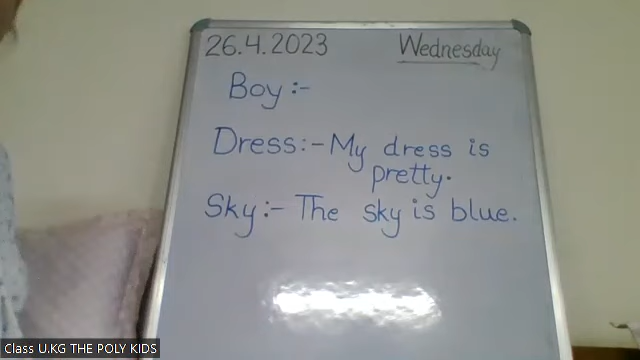 26.4.2023 Wednesday
Boy :-
Dress:- My dress is
pretty.
Sky :- The sky is blue.
Class U.KG THE POLY KIDS